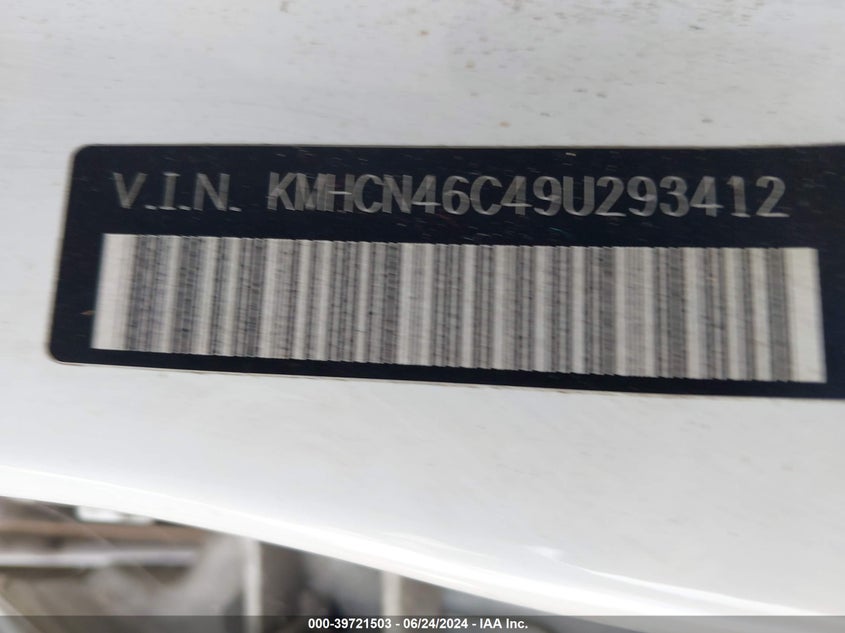 V.I.N. KMHCN46C49U293412
000-39721503 - 06/24/2024 - IAA Inc.